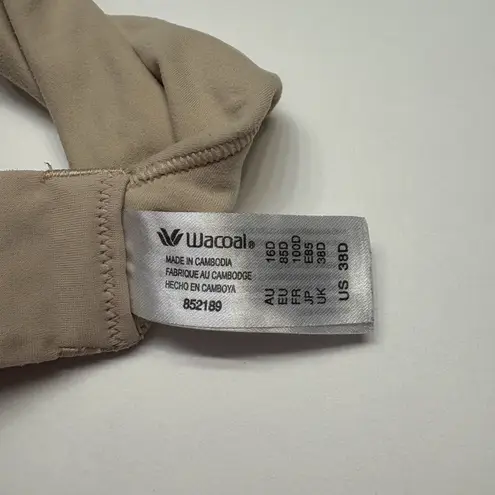 Wacoal®
MADE IN CAMBODIA
FABRIQUE AU CAMBODGE
HECHO EN CAMBOYA
852189
AU 16D
EU 85D
FR 100D
JP E85
UK 38D
US 38D